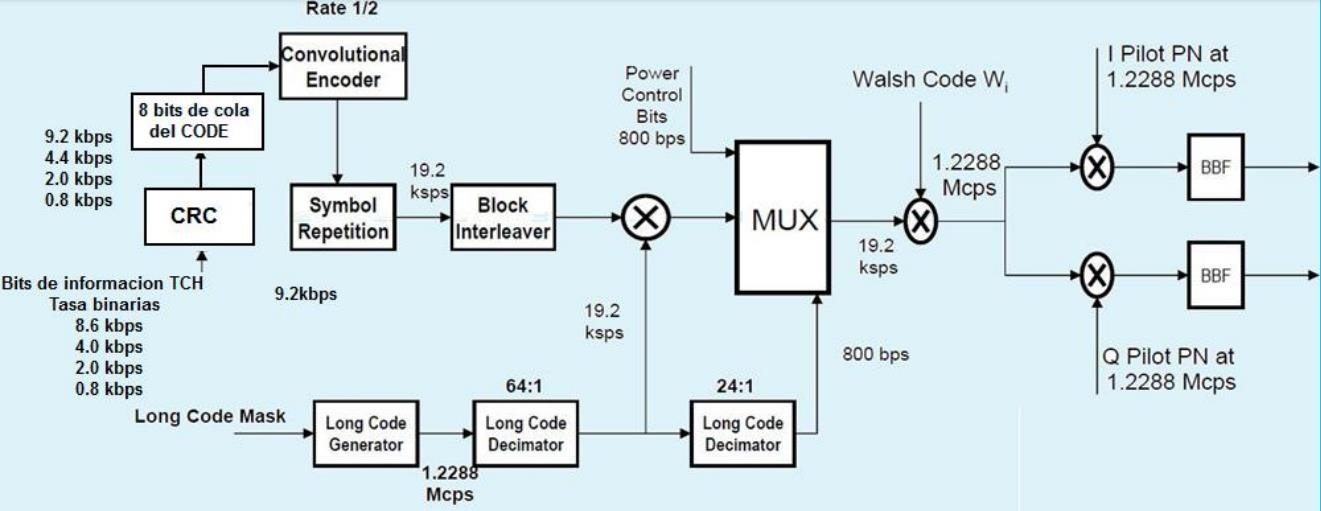 Rate 1/2
Convolutional
Encoder
8 bits de cola
del CODE
9.2 kbps
4.4 kbps
2.0 kbps
0.8 kbps
CRC
Bits de informacion TCH
Tasa binarias
8.6 kbps
4.0 kbps
2.0 kbps
0.8 kbps
Symbol
Repetition
9.2kbps
19.2
ksps
Block
Interleaver
X
19.2
ksps
Power
Control
Bits
800 bps
MUX
19.2
ksps
800 bps
Walsh Code Wi
X
1.2288
Mcps
I Pilot PN at
1.2288 Mcps
X
BBF
X
BBF
Q Pilot PN at
1.2288 Mcps
Long Code Mask
Long Code
Generator
1.2288
Mcps
64:1
Long Code
Decimator
24:1
Long Code
Decimator